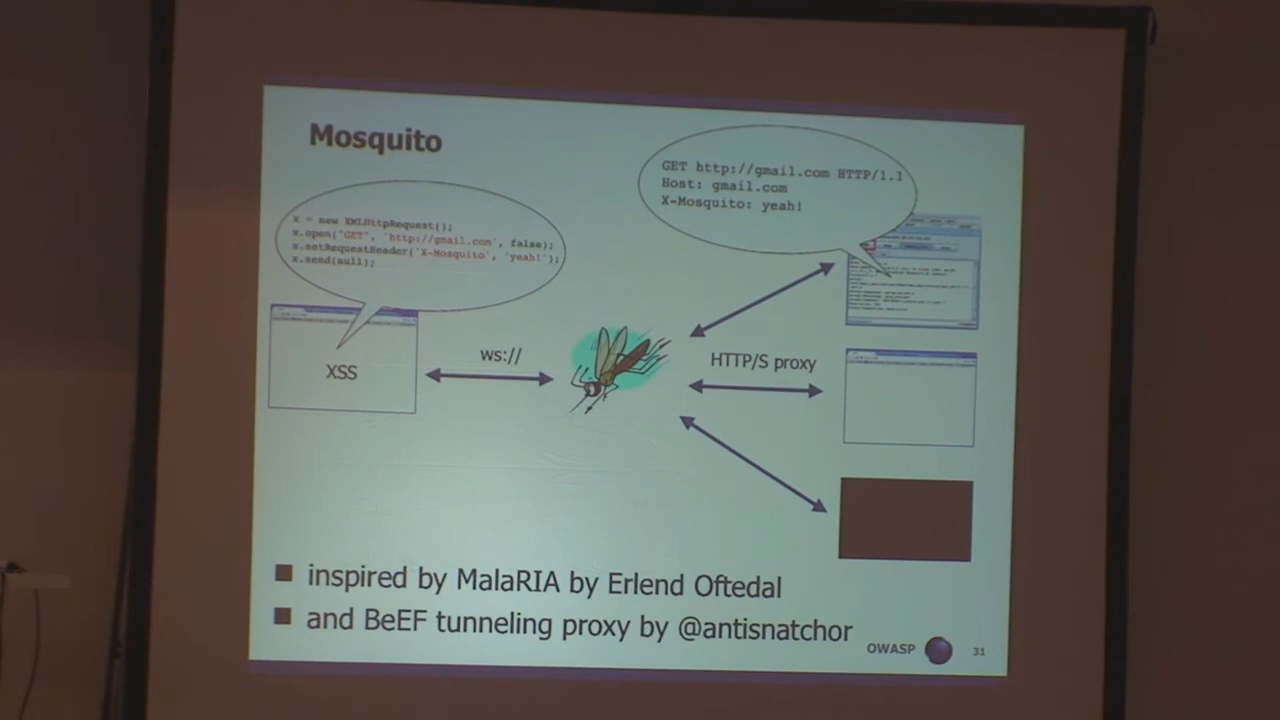 Mosquito
GET http://gmail.com HTTP/1.1
Host: gmail.com
X-Mosquito: yeah!
x = new XMLHttpRequest();
x.open("GET", 'http://gmail.com', false);
x.setRequestHeader('X-Mosquito', 'yeah!');
x.send(null);
XSS
ws://
HTTP/S proxy
inspired by MalaRIA by Erlend Oftedal
and BeEF tunneling proxy by @antisnatchor
OWASP
31